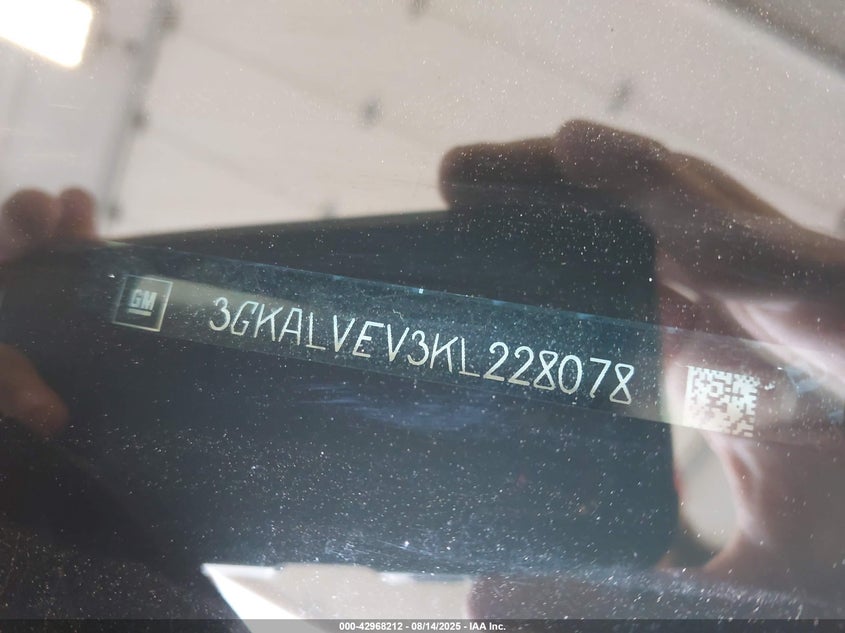 GM
3GKALVEV3KL228078
000-42968212 - 08/14/2025 - IAA Inc.